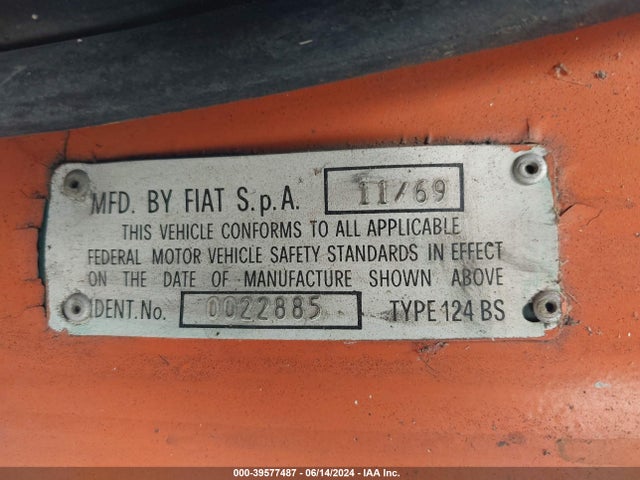 MFD. BY FIAT S.p.A. 11/69
THIS VEHICLE CONFORMS TO ALL APPLICABLE
FEDERAL MOTOR VEHICLE SAFETY STANDARDS IN EFFECT
ON THE DATE OF MANUFACTURE SHOWN ABOVE
IDENT. No. 0022885 TYPE 124 BS
000-39577487 - 06/14/2024 - IAA Inc.